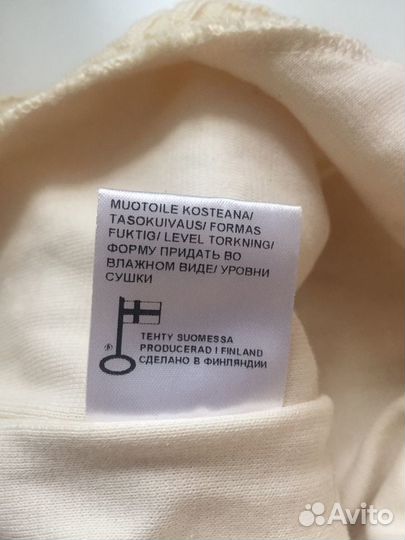 MUOTOILE KOSTEANA/
TASOKUIVAUS/ FORMAS
FUKTIG/ LEVEL TORKNING/
ФОРМУ ПРИДАТЬ ВО
ВЛАЖНОМ ВИДЕ/ УРОВНИ
СУШКИ
TEHTY SUOMESSA
PRODUCERAD I FINLAND
СДЕЛАНО В ФИНЛЯНДИИ
®
Avito